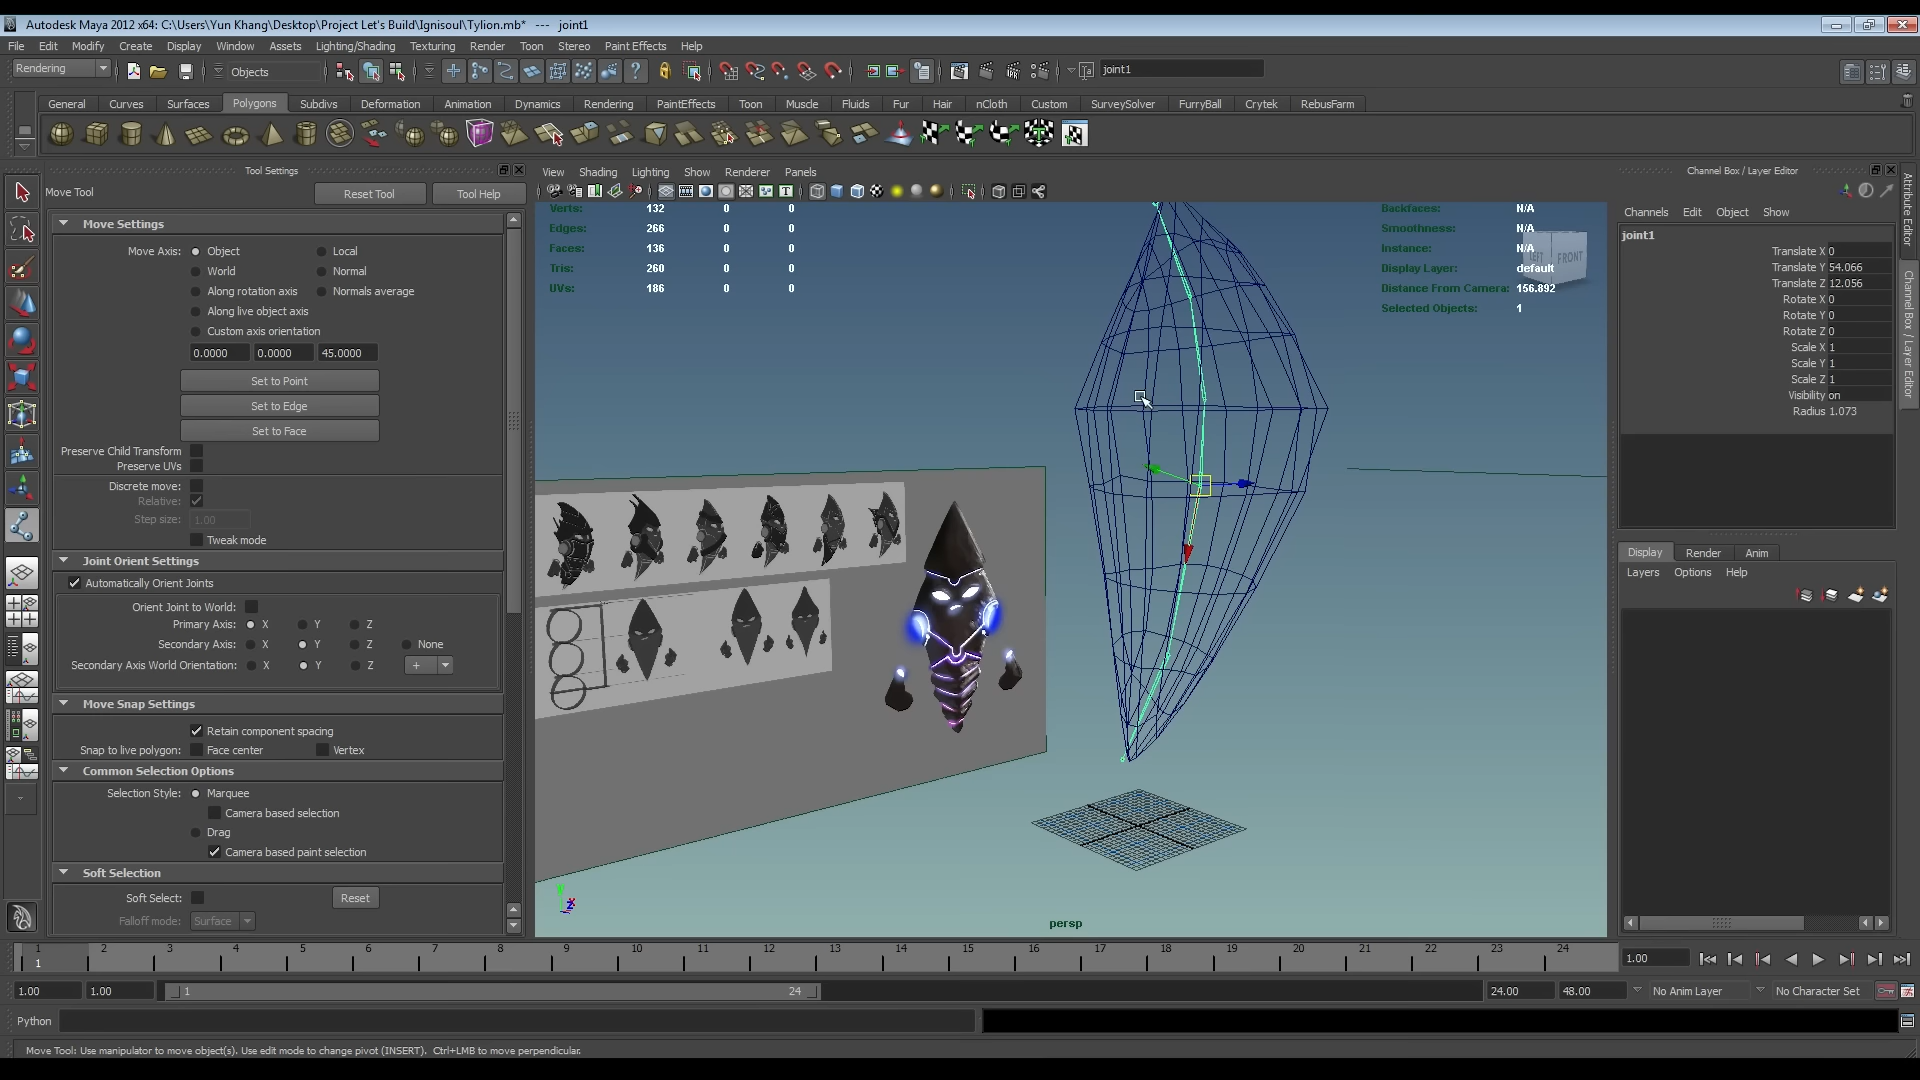 Autodesk Maya 2012 x64: C:\Users\Yun Khang\Desktop\Project Let's Build\Ignisoul\Tylion.mb* --- joint1
File Edit Modify Create Display Window Assets Lighting/Shading Texturing Render Toon Stereo Paint Effects Help
Rendering Objects joint1
General Curves Surfaces Polygons Subdivs Deformation Animation Dynamics Rendering PaintEffects Toon Muscle Fluids Fur Hair nCloth Custom SurveySolver FurryBall Crytek RebusFarm
Tool Settings
Move Tool Reset Tool Tool Help
Move Settings
Move Axis: Object Local
World Normal
Along rotation axis Normals average
Along live object axis
Custom axis orientation
0.0000 0.0000 45.0000
Set to Point
Set to Edge
Set to Face
Preserve Child Transform
Preserve UVs
Discrete move:
Relative:
Step size: 1.00
Tweak mode
Joint Orient Settings
Automatically Orient Joints
Orient Joint to World:
Primary Axis: X Y Z
Secondary Axis: X Y Z None
Secondary Axis World Orientation: X Y Z +
Move Snap Settings
Retain component spacing
Snap to live polygon: Face center Vertex
Common Selection Options
Selection Style: Marquee
Camera based selection
Drag
Camera based paint selection
Soft Selection
Soft Select: Reset
Falloff mode: Surface
View Shading Lighting Show Renderer Panels
Verts: 132 0 0
Edges: 266 0 0
Faces: 136 0 0
Tris: 260 0 0
UVs: 186 0 0
Backfaces: N/A
Smoothness: N/A
Instance: N/A
Display Layer: default
Distance From Camera: 156.892
Selected Objects: 1
LEFT FRONT
persp
Channel Box / Layer Editor
Channels Edit Object Show
joint1
Translate X 0
Translate Y 54.066
Translate Z 12.056
Rotate X 0
Rotate Y 0
Rotate Z 0
Scale X 1
Scale Y 1
Scale Z 1
Visibility on
Radius 1.073
Attribute Editor
Channel Box / Layer Editor
Display Render Anim
Layers Options Help
1 2 3 4 5 6 7 8 9 10 11 12 13 14 15 16 17 18 19 20 21 22 23 24
1
1.00
1.00 1.00 1 24 24.00 48.00 No Anim Layer No Character Set
Python
Move Tool: Use manipulator to move object(s). Use edit mode to change pivot (INSERT). Ctrl+LMB to move perpendicular.